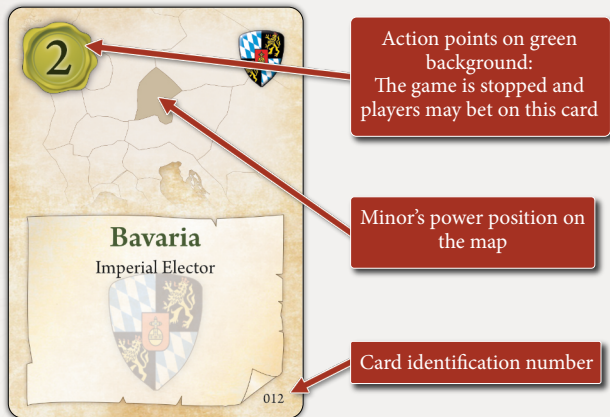 2
Action points on green
background:
The game is stopped and
players may bet on this card
Minor's power position on
the map
Bavaria
Imperial Elector
Card identification number
012